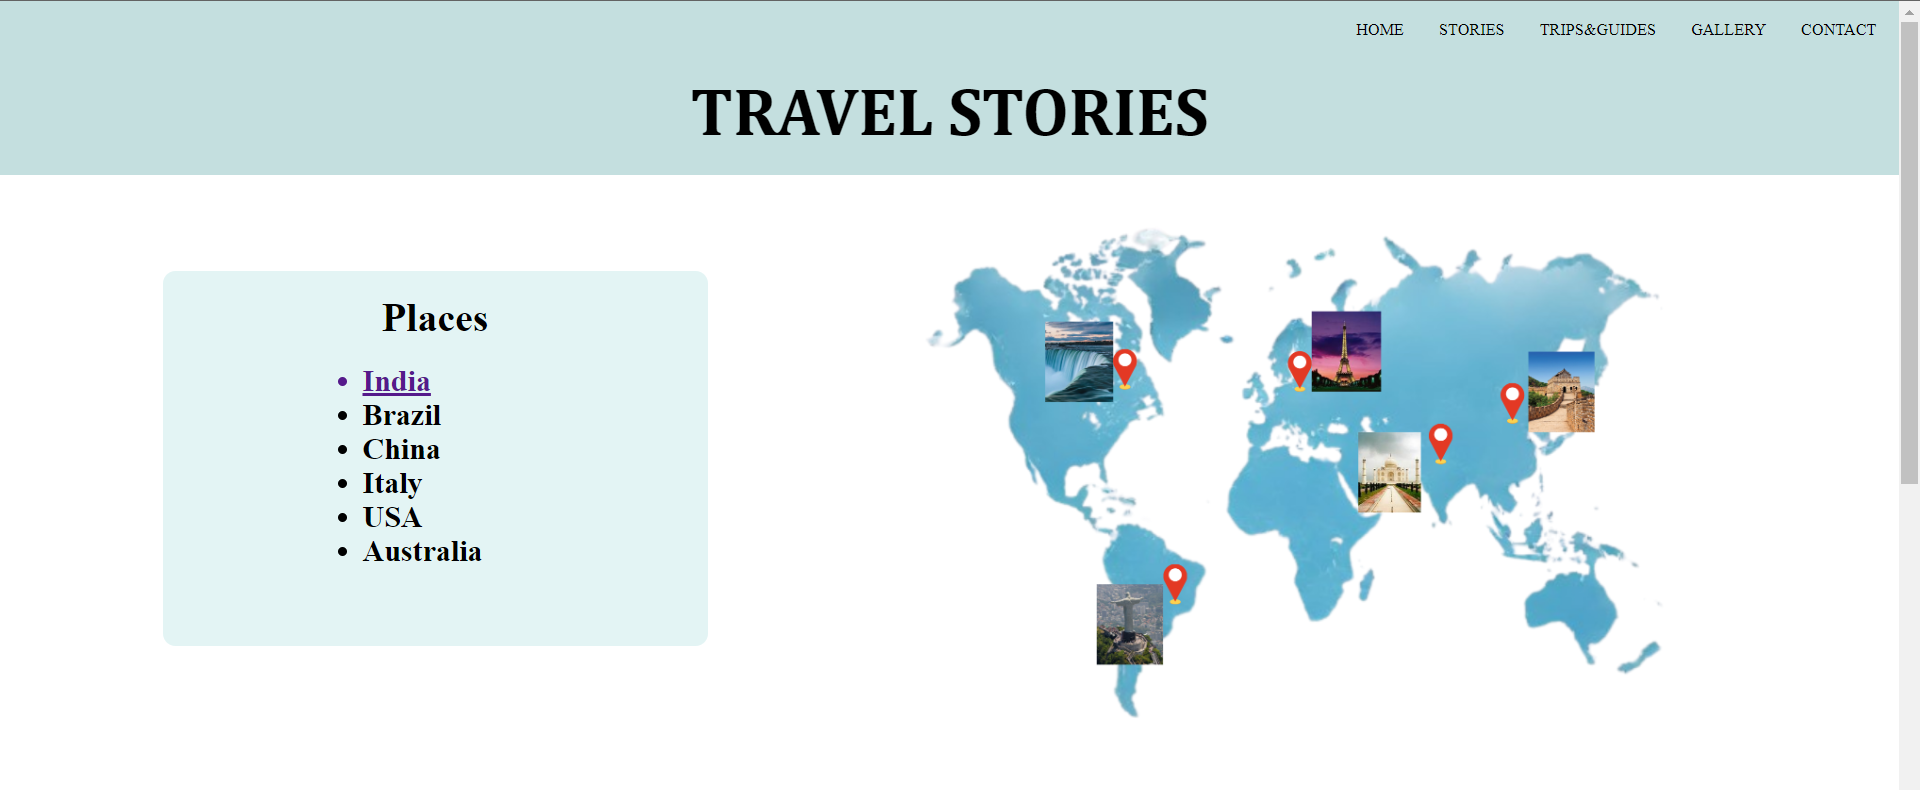 HOME STORIES TRIPS&GUIDES GALLERY CONTACT
TRAVEL STORIES
Places
India
Brazil
China
Italy
USA
Australia